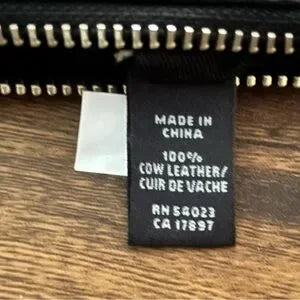 MADE IN
CHINA
100%
COW LEATHER/
CUIR DE VACHE
RN 54023
CA 17897